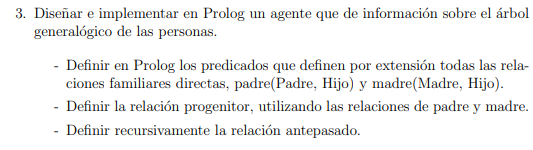 3. Diseñar e implementar en Prolog un agente que de información sobre el árbol
generalógico de las personas.
- Definir en Prolog los predicados que definen por extensión todas las rela-
ciones familiares directas, padre(Padre, Hijo) y madre(Madre, Hijo).
- Definir la relación progenitor, utilizando las relaciones de padre y madre.
- Definir recursivamente la relación antepasado.